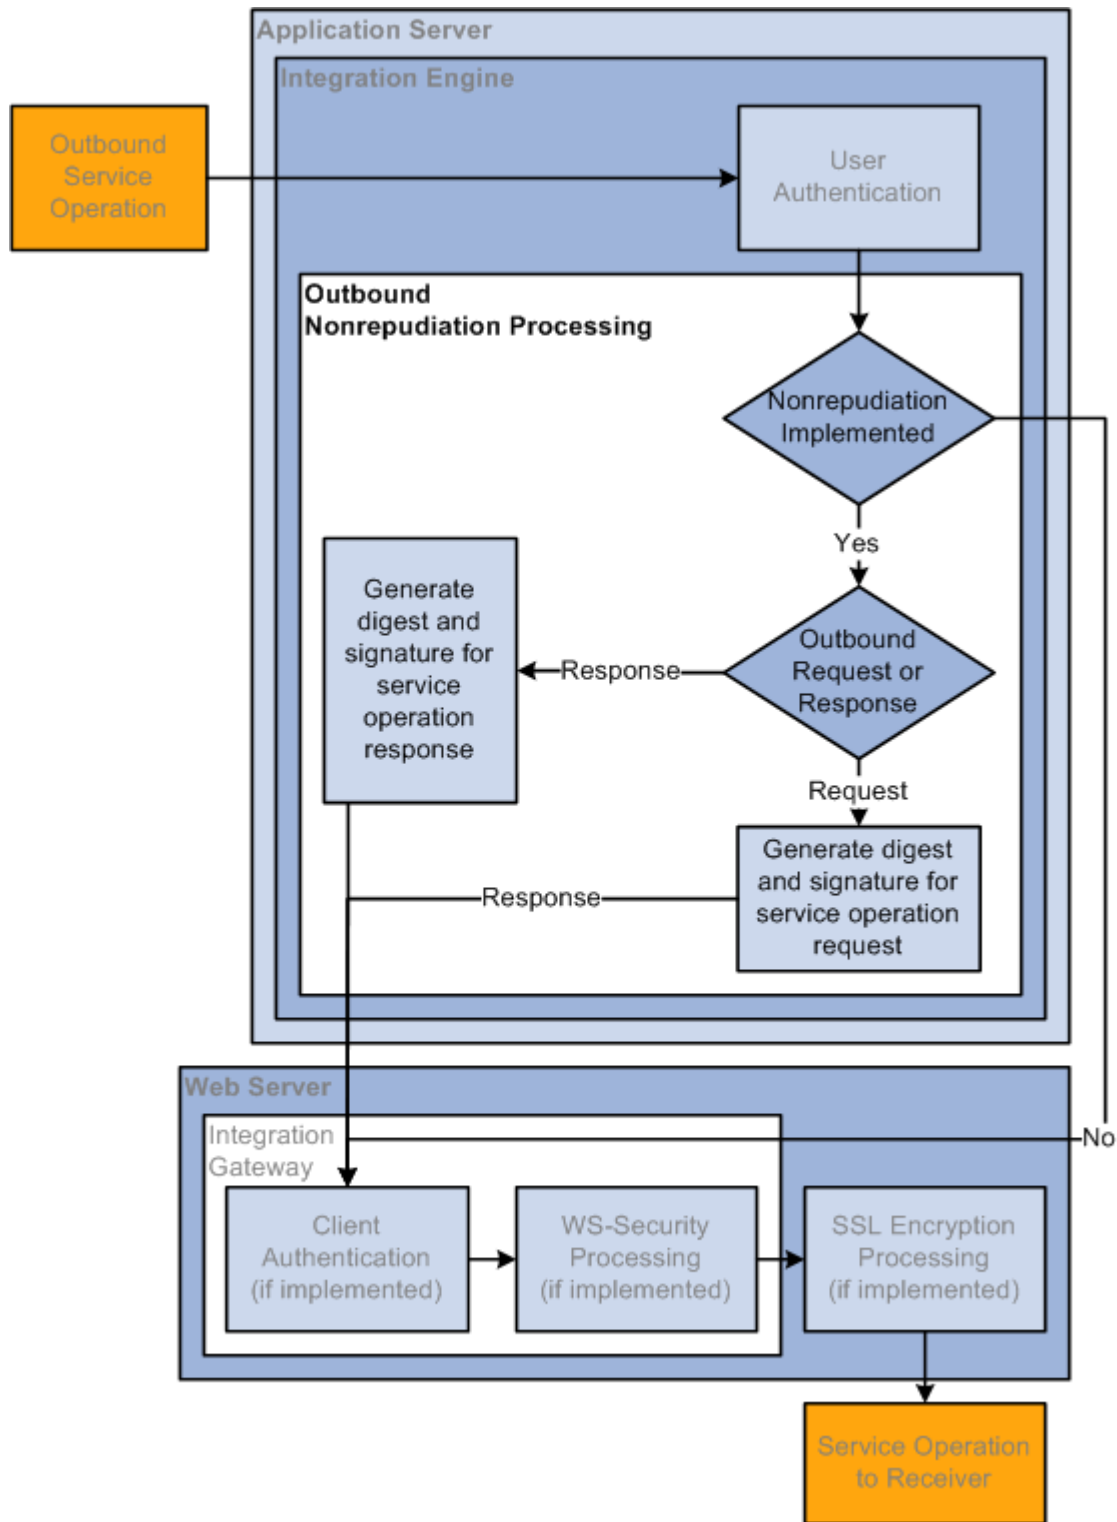 Application Server
Integration Engine
Outbound
Service
Operation
User
Authentication
Outbound
Nonrepudiation Processing
Nonrepudiation
Implemented
Yes
Generate
digest and
signature for
service
operation
response
Response
Outbound
Request or
Response
Request
Generate digest
and signature for
service operation
request
Response
Web Server
Integration
Gateway
No
Client
Authentication
(if implemented)
WS-Security
Processing
(if implemented)
SSL Encryption
Processing
(if implemented)
Service Operation
to Receiver